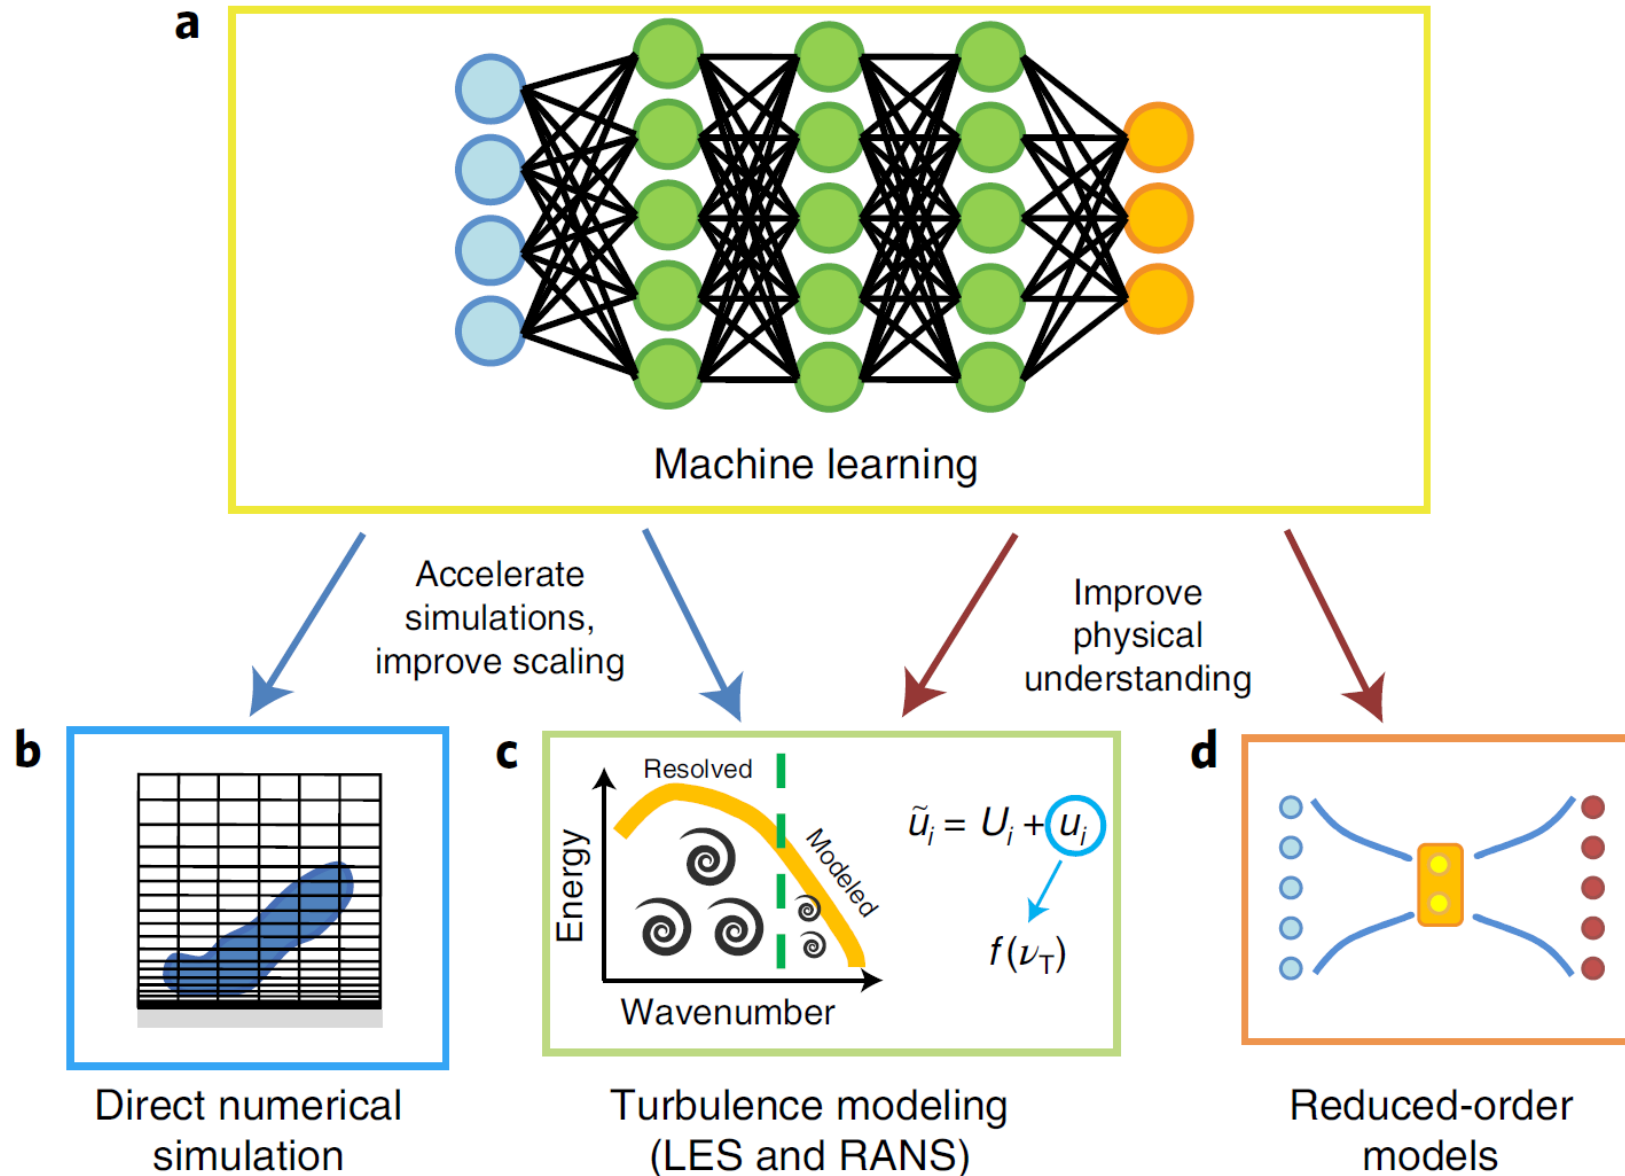 a
Machine learning
Accelerate
simulations,
improve scaling
Improve
physical
understanding
b
Direct numerical
simulation
c
Resolved
Modeled
Energy
Wavenumber
ũᵢ = Uᵢ + uᵢ
f(ν_T)
Turbulence modeling
(LES and RANS)
d
Reduced-order
models